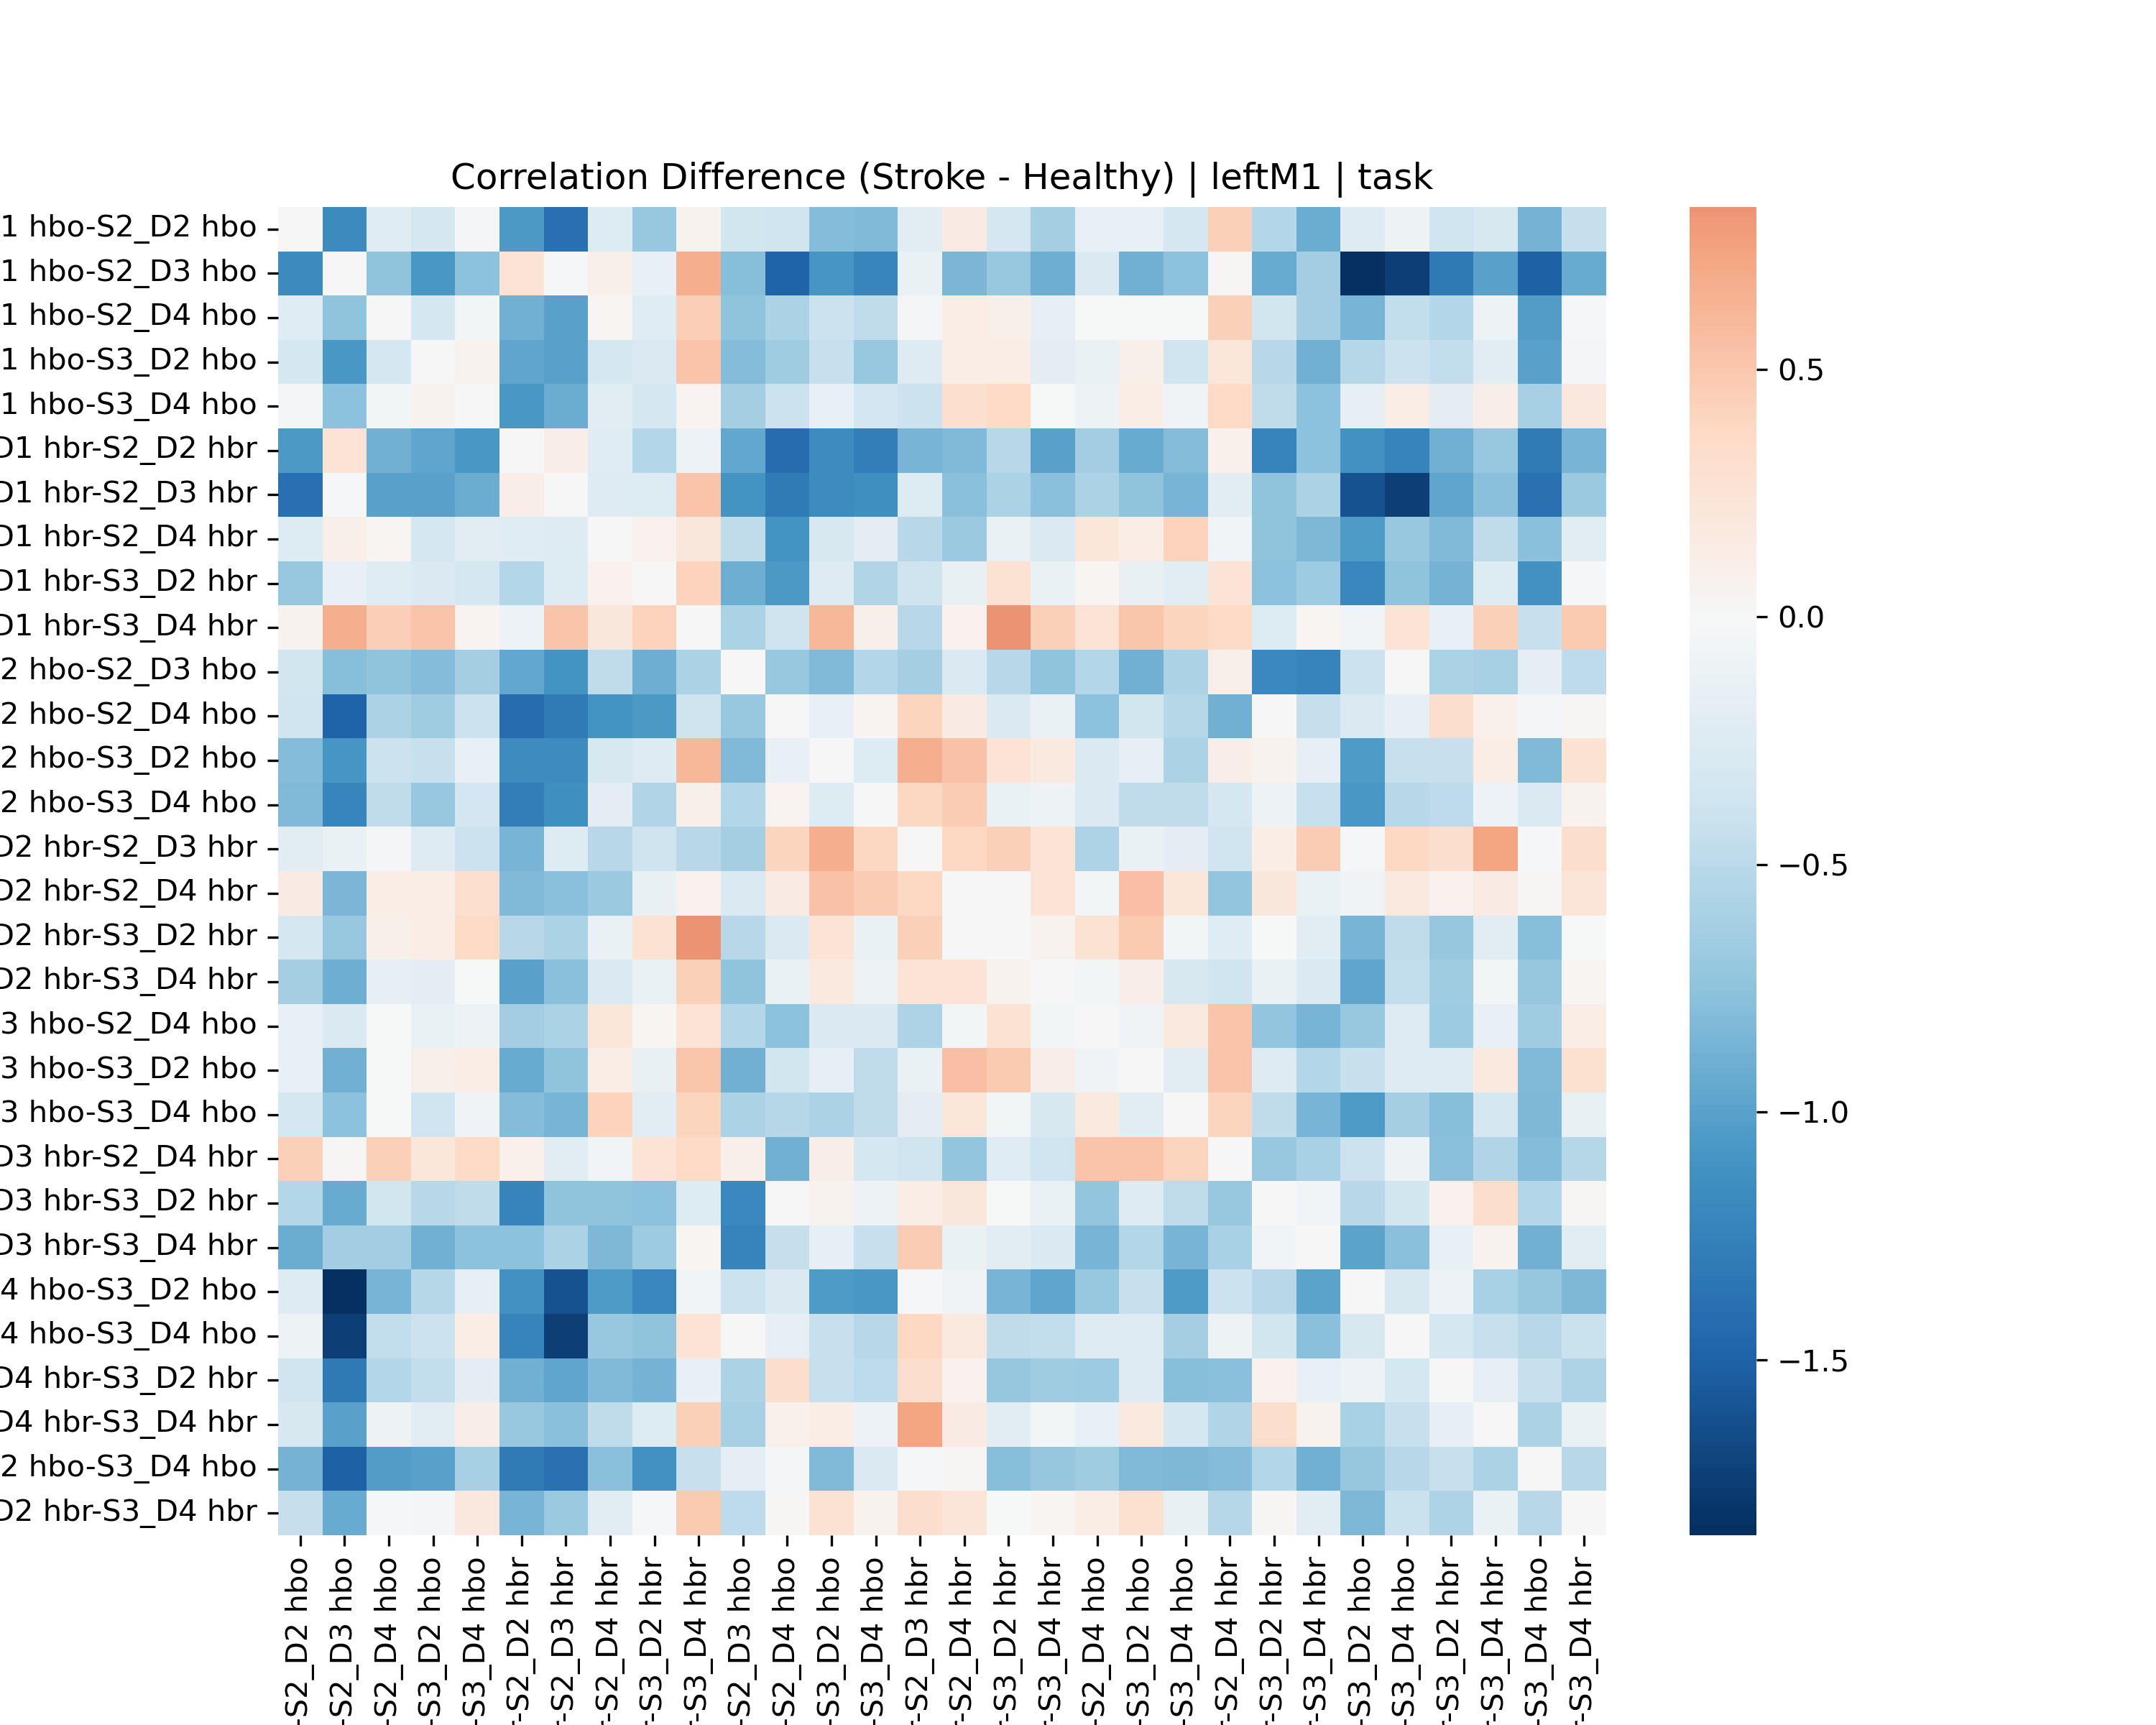 Correlation Difference (Stroke - Healthy) | leftM1 | task
1 hbo-S2_D2 hbo
1 hbo-S2_D3 hbo
1 hbo-S2_D4 hbo
1 hbo-S3_D2 hbo
1 hbo-S3_D4 hbo
D1 hbr-S2_D2 hbr
D1 hbr-S2_D3 hbr
D1 hbr-S2_D4 hbr
D1 hbr-S3_D2 hbr
D1 hbr-S3_D4 hbr
2 hbo-S2_D3 hbo
2 hbo-S2_D4 hbo
2 hbo-S3_D2 hbo
2 hbo-S3_D4 hbo
D2 hbr-S2_D3 hbr
D2 hbr-S2_D4 hbr
D2 hbr-S3_D2 hbr
D2 hbr-S3_D4 hbr
3 hbo-S2_D4 hbo
3 hbo-S3_D2 hbo
3 hbo-S3_D4 hbo
D3 hbr-S2_D4 hbr
D3 hbr-S3_D2 hbr
D3 hbr-S3_D4 hbr
4 hbo-S3_D2 hbo
4 hbo-S3_D4 hbo
D4 hbr-S3_D2 hbr
D4 hbr-S3_D4 hbr
2 hbo-S3_D4 hbo
D2 hbr-S3_D4 hbr
-S2_D2 hbo
-S2_D3 hbo
-S2_D4 hbo
-S3_D2 hbo
-S3_D4 hbo
r-S2_D2 hbr
r-S2_D3 hbr
r-S2_D4 hbr
r-S3_D2 hbr
r-S3_D4 hbr
-S2_D3 hbo
-S2_D4 hbo
-S3_D2 hbo
-S3_D4 hbo
r-S2_D3 hbr
r-S2_D4 hbr
r-S3_D2 hbr
r-S3_D4 hbr
-S2_D4 hbo
-S3_D2 hbo
-S3_D4 hbo
r-S2_D4 hbr
r-S3_D2 hbr
r-S3_D4 hbr
-S3_D2 hbo
-S3_D4 hbo
r-S3_D2 hbr
r-S3_D4 hbr
-S3_D4 hbo
r-S3_D4 hbr
0.5
0.0
−0.5
−1.0
−1.5